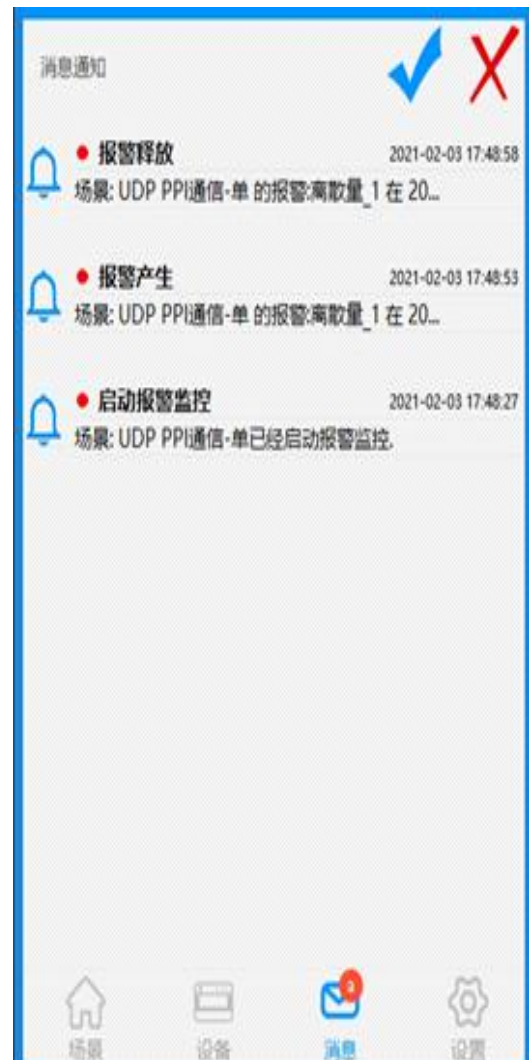 消息通知
报警释放 2021-02-03 17:48:58
场景: UDP PPI通信-单 的报警:离散量_1 在 20...
报警产生 2021-02-03 17:48:53
场景: UDP PPI通信-单 的报警:离散量_1 在 20...
启动报警监控 2021-02-03 17:48:27
场景: UDP PPI通信-单已经启动报警监控.
场景 设备 消息 设置